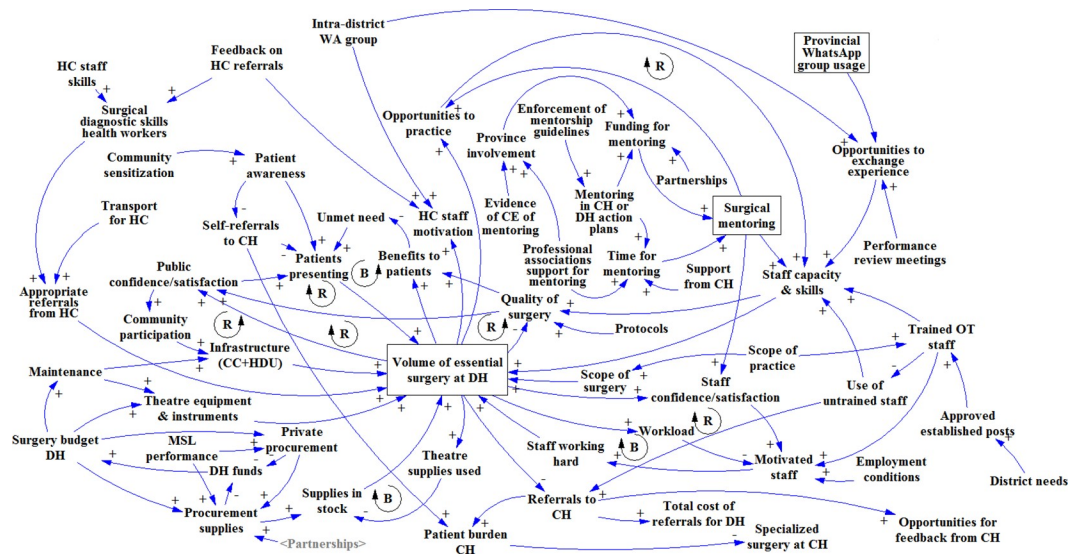 Intra-district
WA group
Feedback on
HC referrals
HC staff
skills
R
Provincial
WhatsApp
group usage
Surgical
diagnostic skills
health workers
Opportunities to
practice
Enforcement of
mentorship
guidelines
Funding for
mentoring
Province
involvement
Opportunities to
exchange
experience
Community
sensitization
Patient
awareness
Partnerships
Transport
for HC
Self-referrals
to CH
Unmet need
HC staff
motivation
Evidence of
CE of
mentoring
Mentoring
in CH or
DH action
plans
Surgical
mentoring
Performance
review meetings
Public
confidence/satisfaction
Patients
presenting
B
Benefits to
patients
Professional
associations
support for
mentoring
Time for
mentoring
Support
from CH
Staff capacity
& skills
Appropriate
referrals
from HC
R
Quality of
surgery
Community
participation
R
R
R
Protocols
Trained OT
staff
Infrastructure
(CC+HDU)
Volume of essential
surgery at DH
Scope of
practice
Maintenance
Scope of
surgery
Staff
confidence/satisfaction
Use of
untrained staff
Theatre equipment
& instruments
R
Approved
established posts
Surgery budget
DH
MSL
performance
Private
procurement
Workload
Staff working
hard
B
DH funds
Theatre
supplies used
Motivated
staff
Employment
conditions
District needs
Procurement
supplies
Supplies in
stock
B
Referrals to
CH
Total cost of
referrals for DH
<Partnerships>
Patient burden
CH
Specialized
surgery at CH
Opportunities for
feedback from CH